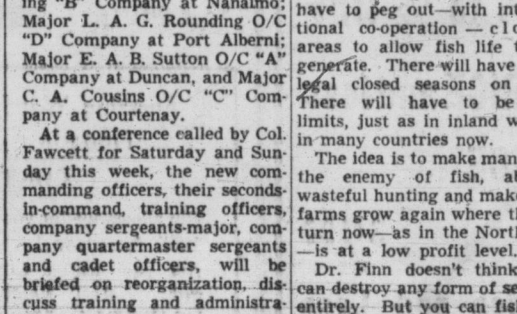 ing "B" Company at Nanaimo;
Major L. A. G. Rounding O/C
"D" Company at Port Alberni;
Major E. A. B. Sutton O/C "A"
Company at Duncan, and Major
C. A. Cousins O/C "C" Com-
pany at Courtenay.
At a conference called by Col.
Fawcett for Saturday and Sun-
day this week, the new com-
manding officers, their seconds-
in-command, training officers,
company sergeants-major, com-
pany quartermaster sergeants
and cadet officers, will be
briefed on reorganization, dis-
cuss training and administra-
have to peg out—with int
tional co-operation — clo
areas to allow fish life t
generate. There will have
legal closed seasons on
There will have to be
limits, just as in inland w
in many countries now.
The idea is to make man
the enemy of fish, a
wasteful hunting and mak
farms grow again where t
turn now—as in the Nort
—is at a low profit level.
Dr. Finn doesn't think
can destroy any form of se
entirely. But you can fis